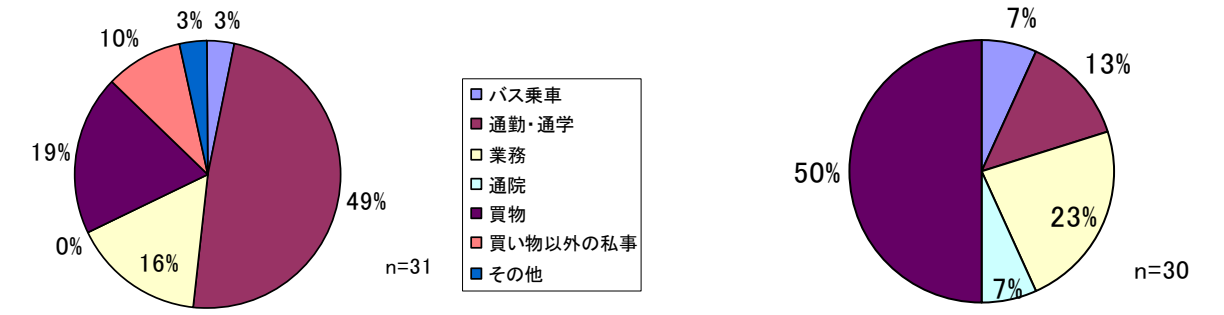 3%
3%
10%
19%
0%
16%
49%
n=31
バス乗車
通勤・通学
業務
通院
買物
買い物以外の私事
その他
7%
13%
50%
23%
7%
n=30